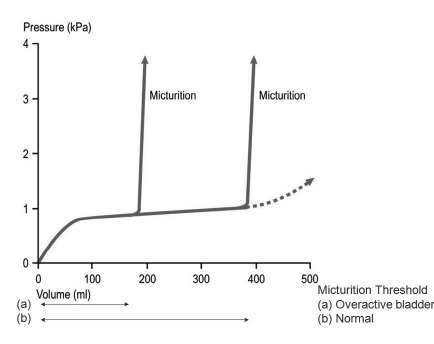 Pressure (kPa)
4
3
Micturition Micturition
2
1
0
0 100 200 300 400 500
Volume (ml)
Micturition Threshold
(a) (a) Overactive bladder
(b) (b) Normal